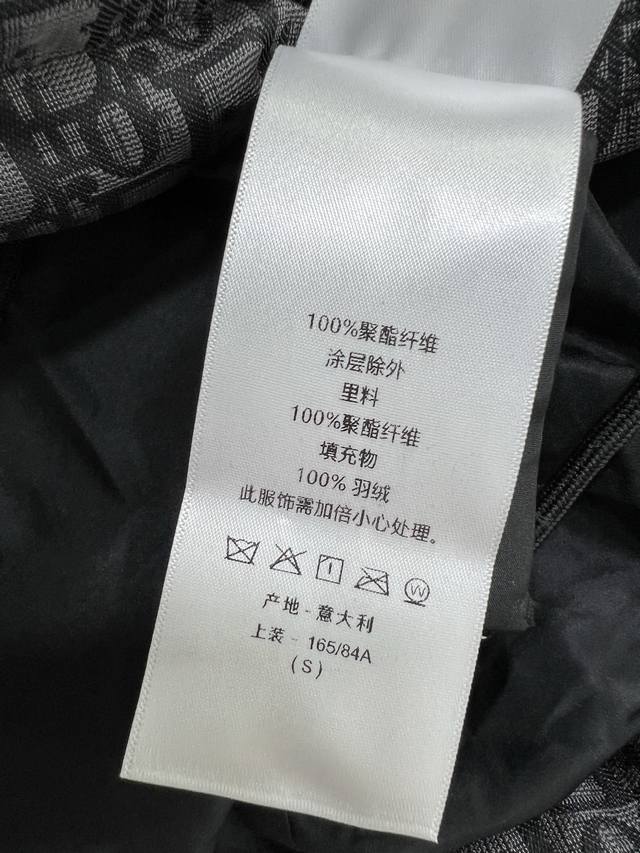 100%聚酯纤维
涂层除外
里料
100%聚酯纤维
填充物
100% 羽绒
此服饰需加倍小心处理。
W
产地 - 意大利
上装 - 165/84A
(S)